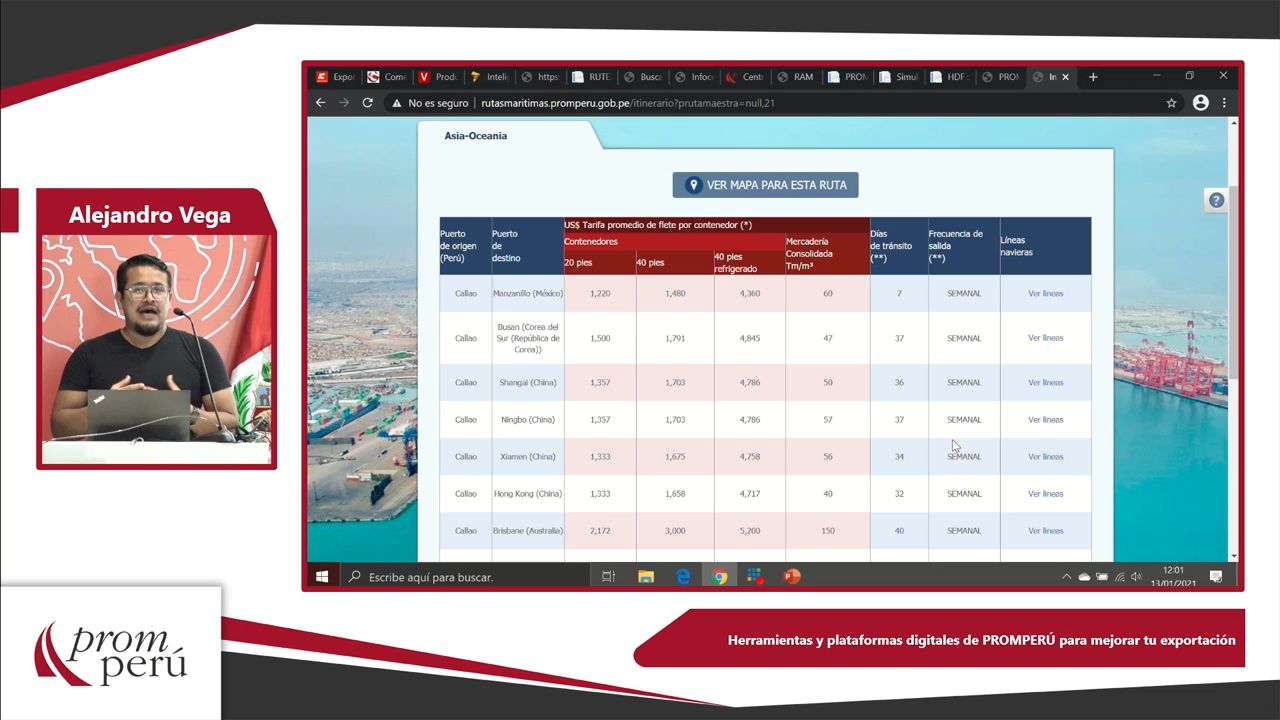 Alejandro Vega
Expor
Come
Produ
Inteli
https:
RUTE
Busca
Infoc
Centr
RAM
PROM
Simul
HDF
PROM
In
No es seguro
rutasmaritimas.promperu.gob.pe/itinerario?prutamaestra=null,21
Asia-Oceania
VER MAPA PARA ESTA RUTA
Puerto
de origen
(Perú)
Puerto
de
destino
US$ Tarifa promedio de flete por contenedor (*)
Contenedores
20 pies
40 pies
40 pies
refrigerado
Mercadería
Consolidada
Tm/m³
Días
de tránsito
(**)
Frecuencia de
salida
(**)
Líneas
navieras
Callao Manzanillo (México) 1,220 1,480 4,360 60 7 SEMANAL Ver líneas
Callao Busan (Corea del
Sur (República de
Corea)) 1,500 1,791 4,845 47 37 SEMANAL Ver líneas
Callao Shangai (China) 1,357 1,703 4,786 50 36 SEMANAL Ver líneas
Callao Ningbo (China) 1,357 1,703 4,786 57 37 SEMANAL Ver líneas
Callao Xiamen (China) 1,333 1,675 4,758 56 34 SEMANAL Ver líneas
Callao Hong Kong (China) 1,333 1,658 4,717 40 32 SEMANAL Ver líneas
Callao Brisbane (Australia) 2,172 3,000 5,200 150 40 SEMANAL Ver líneas
Escribe aquí para buscar.
12:01
13/01/2021
prom
perú
Herramientas y plataformas digitales de PROMPERÚ para mejorar tu exportación